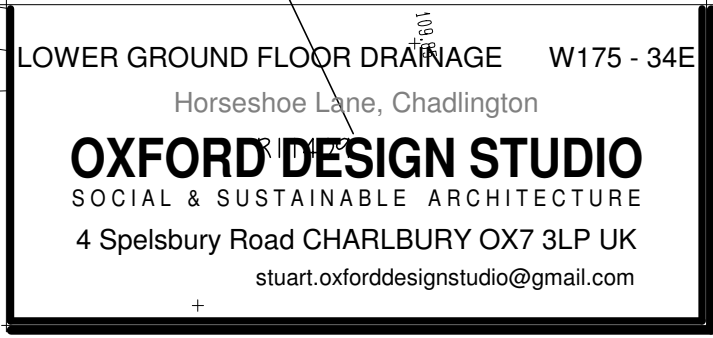 LOWER GROUND FLOOR DRAINAGE W175 - 34E
Horseshoe Lane, Chadlington
OXFORD DESIGN STUDIO
SOCIAL & SUSTAINABLE ARCHITECTURE
4 Spelsbury Road CHARLBURY OX7 3LP UK
stuart.oxforddesignstudio@gmail.com